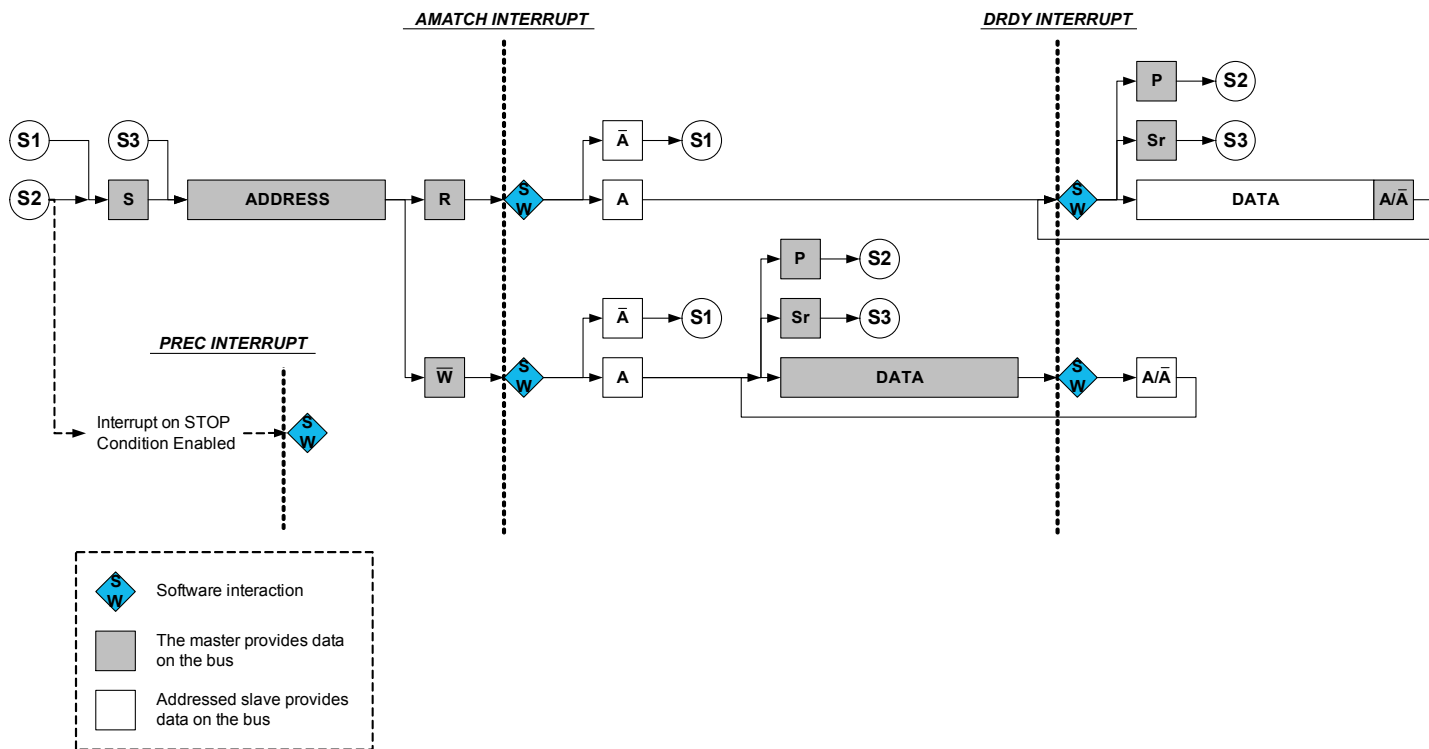 AMATCH INTERRUPT
DRDY INTERRUPT
P
S2
S1
S3
A̅
S1
Sr
S3
S2
S
ADDRESS
R
S
W
A
S
W
DATA
A/A̅
P
S2
A̅
S1
Sr
S3
PREC INTERRUPT
W̅
S
W
A
DATA
S
W
A/A̅
Interrupt on STOP
Condition Enabled
S
W
S
W
Software interaction
The master provides data
on the bus
Addressed slave provides
data on the bus